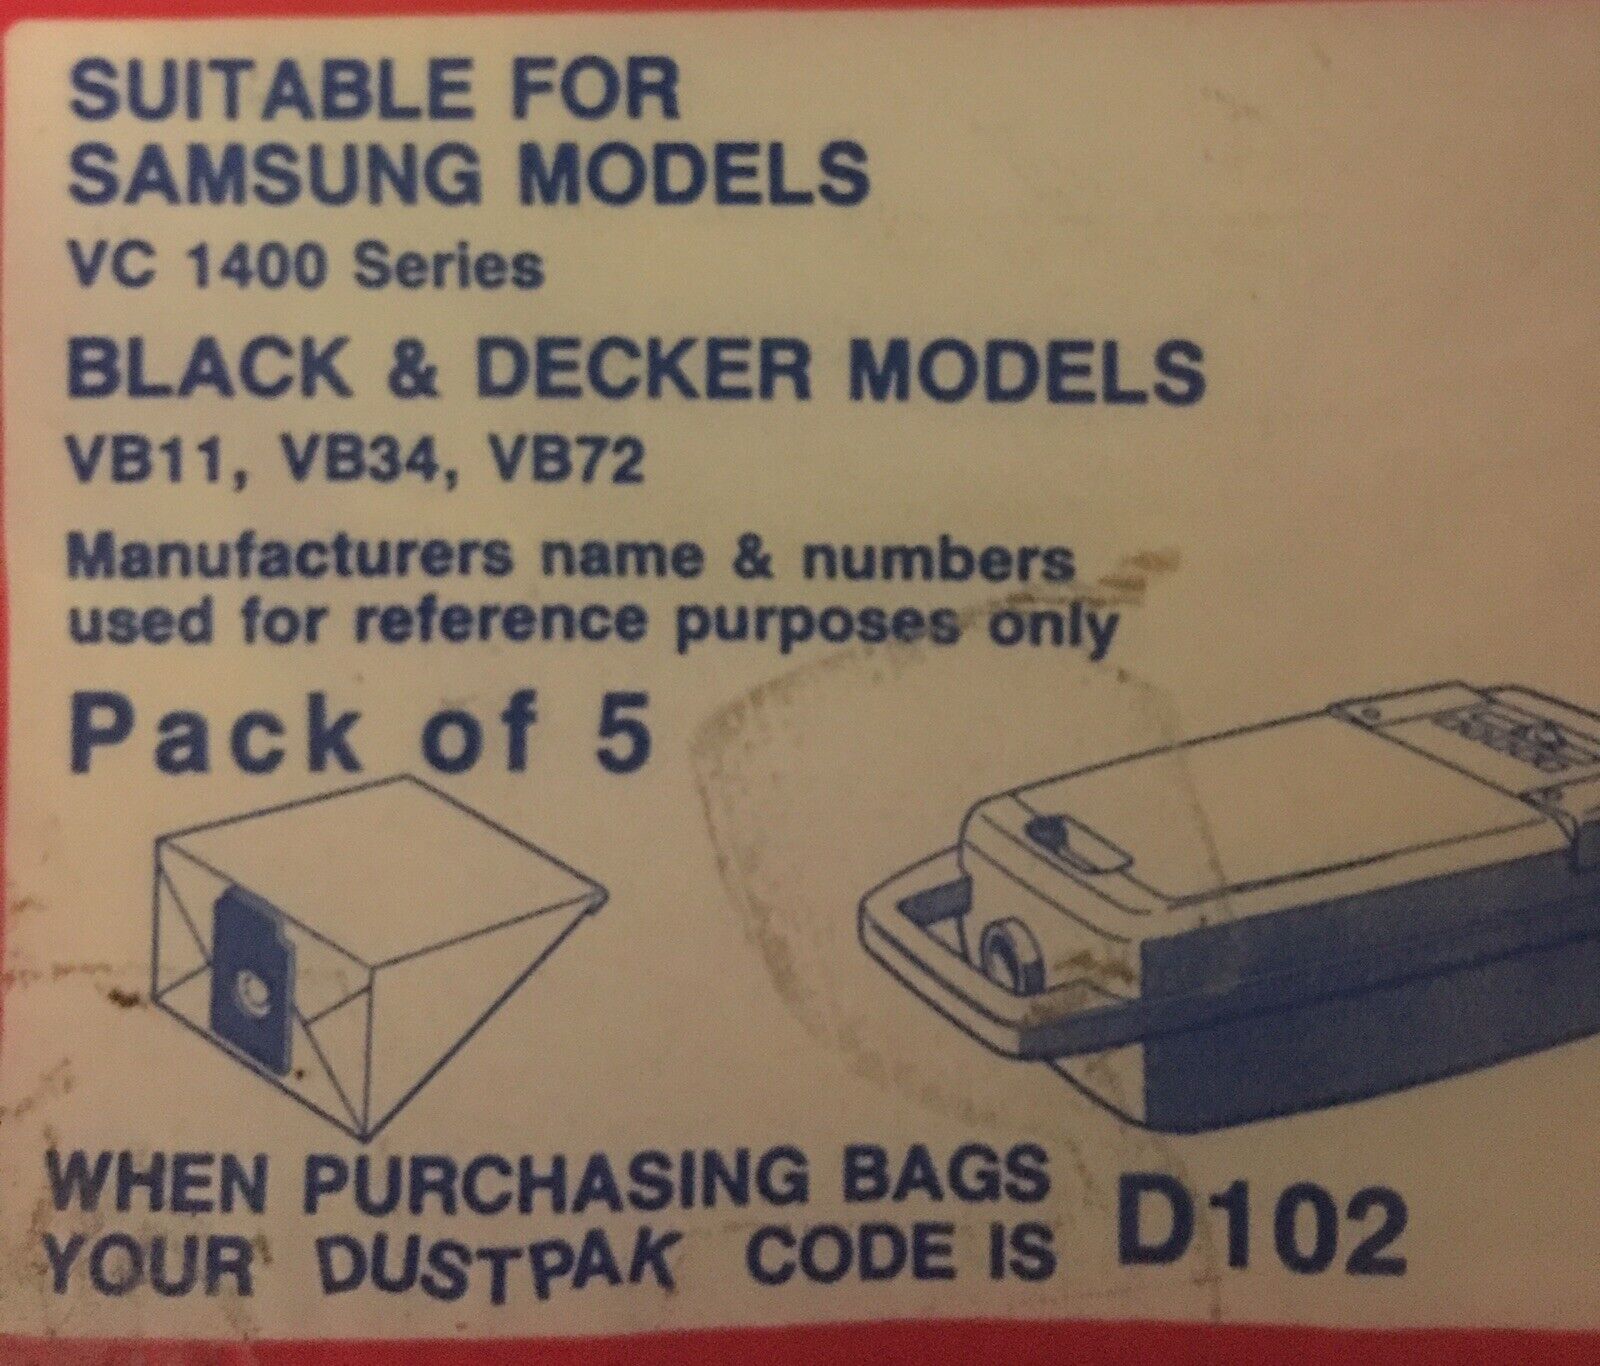 SUITABLE FOR
SAMSUNG MODELS
VC 1400 Series
BLACK & DECKER MODELS
VB11, VB34, VB72
Manufacturers name & numbers
used for reference purposes only
Pack of 5
WHEN PURCHASING BAGS
YOUR DUSTPAK CODE IS D102